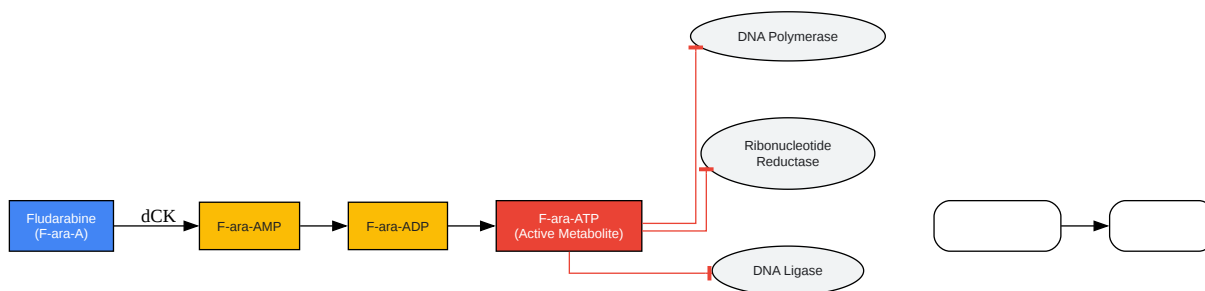 DNA Polymerase
Ribonucleotide
Reductase
Fludarabine
(F-ara-A)
dCK
F-ara-AMP
F-ara-ADP
F-ara-ATP
(Active Metabolite)
DNA Ligase